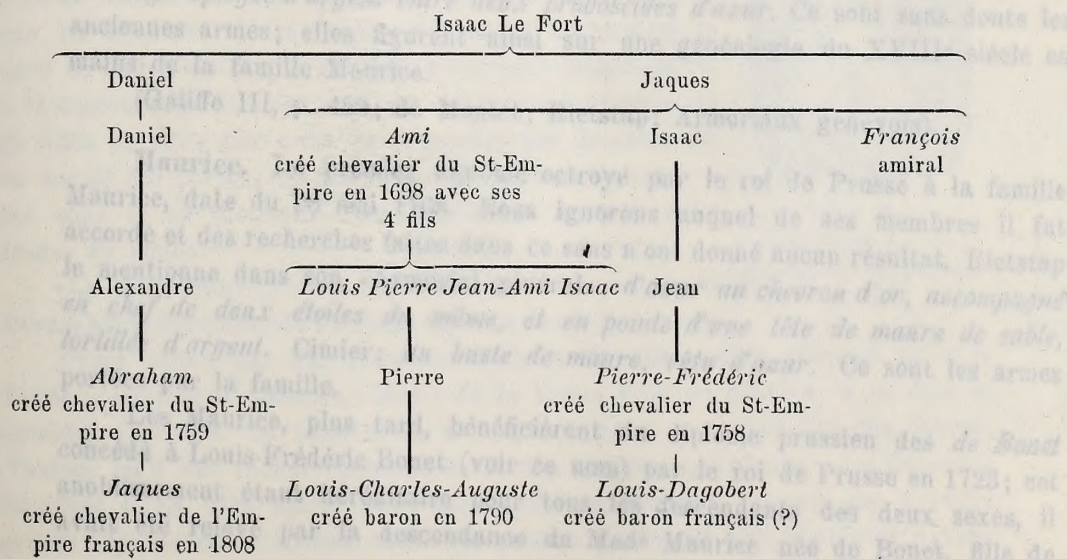 Isaac Le Fort
Daniel Jaques
Daniel Ami Isaac François
créé chevalier du St-Em- amiral
pire en 1698 avec ses
4 fils
Alexandre Louis Pierre Jean-Ami Isaac Jean
Abraham Pierre Pierre-Frédéric
créé chevalier du St-Em- créé chevalier du St-Em-
pire en 1759 pire en 1758
Jaques Louis-Charles-Auguste Louis-Dagobert
créé chevalier de l'Em- créé baron en 1790 créé baron français (?)
pire français en 1808